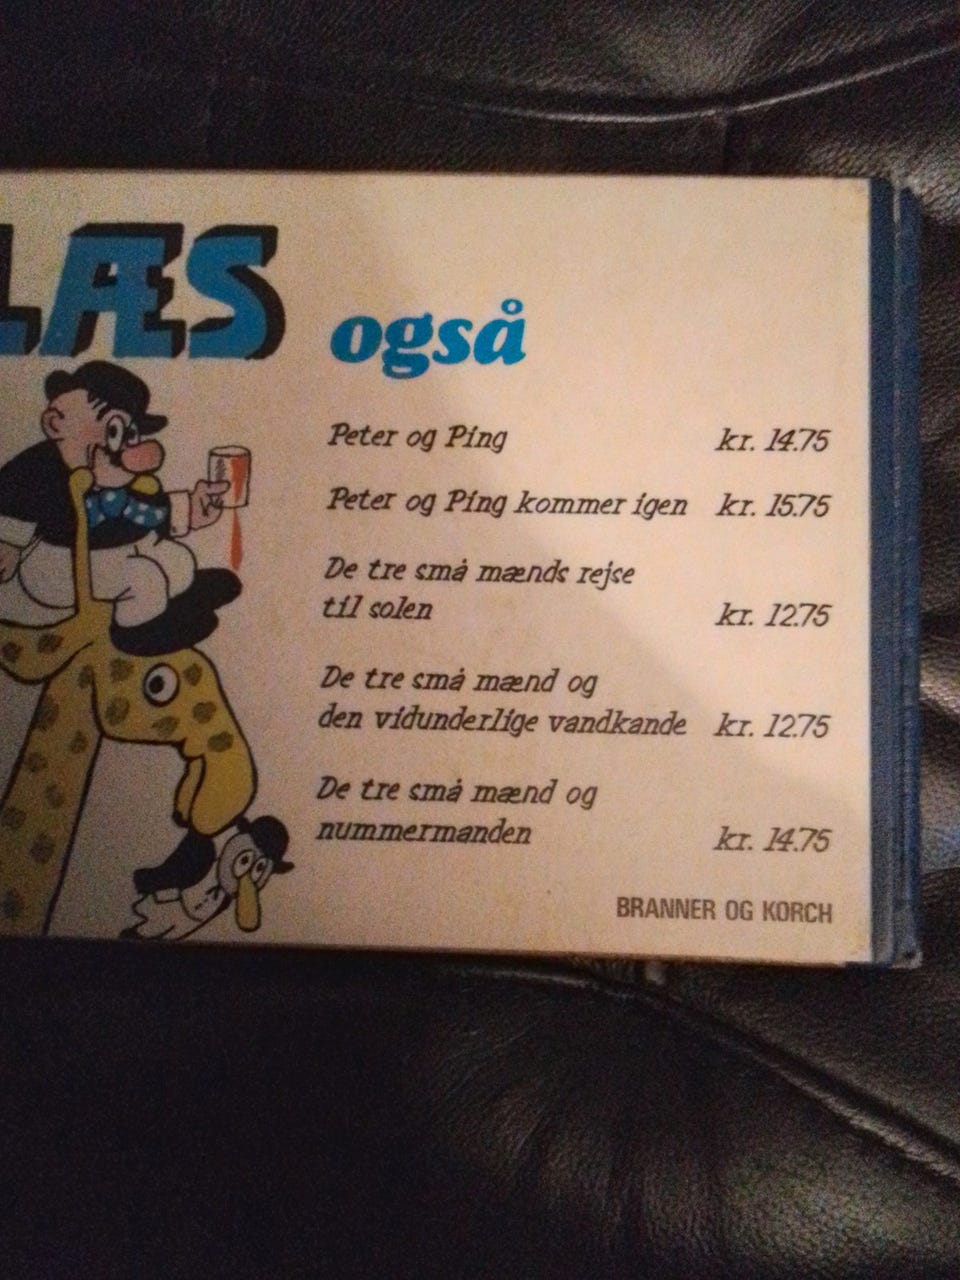 LÆS også
Peter og Ping kr. 14.75
Peter og Ping kommer igen kr. 15.75
De tre små mænds rejse
til solen kr. 12.75
De tre små mænd og
den vidunderlige vandkande kr. 12.75
De tre små mænd og
nummermanden kr. 14.75
BRANNER OG KORCH